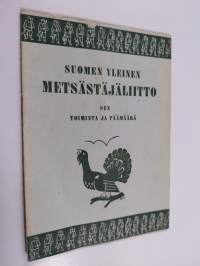 SUOMEN YLEINEN
METSÄSTÄJÄLIITTO
SEN
TOIMINTA JA PÄÄMÄÄRÄ